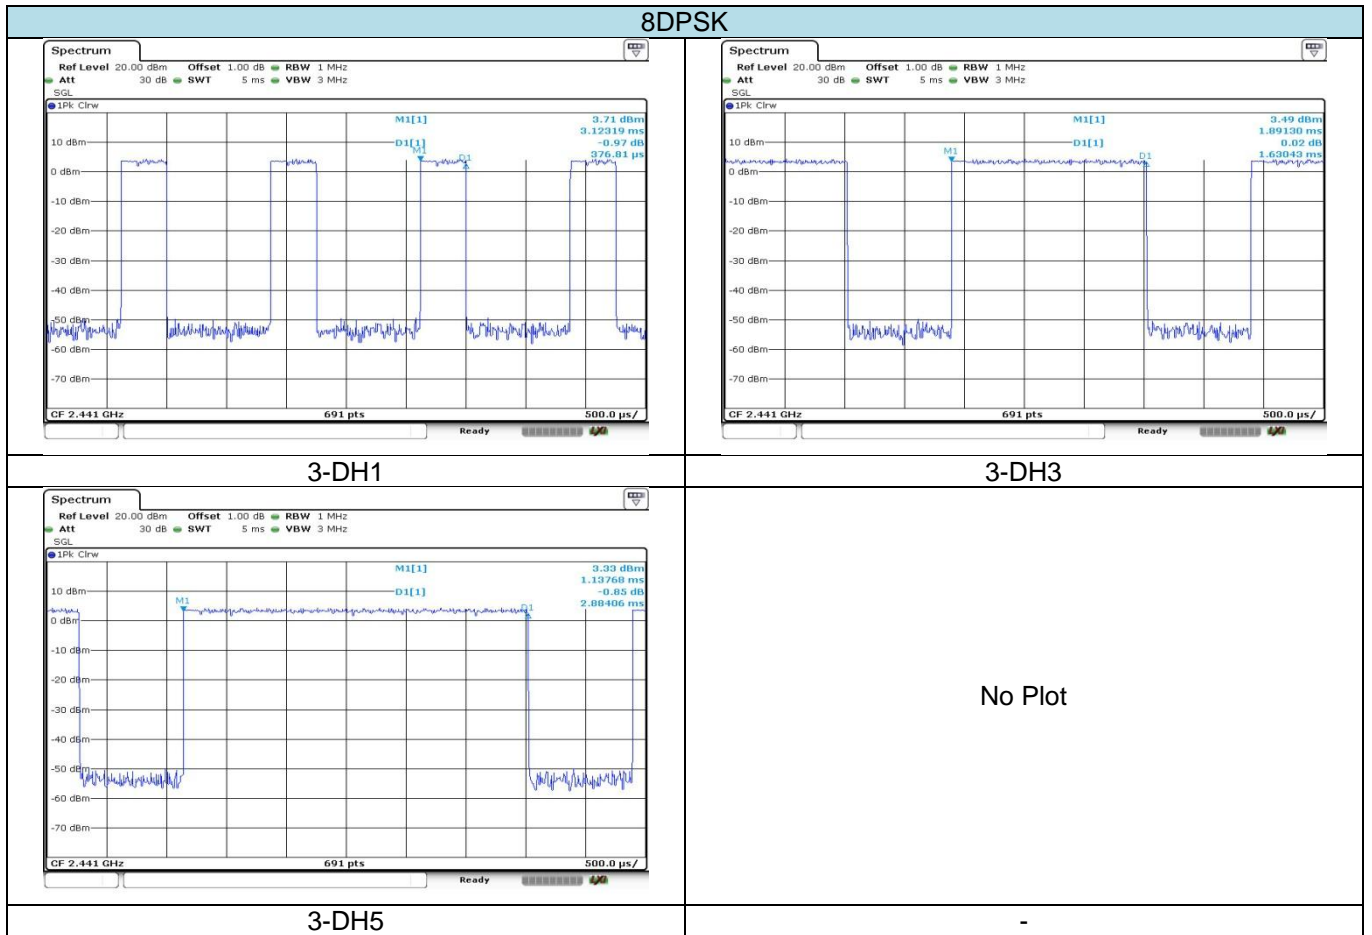 8DPSK
Spectrum
Ref Level 20.00 dBm Offset 1.00 dB RBW 1 MHz
Att 30 dB SWT 5 ms VBW 3 MHz
SGL
1Pk Clrw
M1[1] 3.71 dBm
3.12319 ms
10 dBm D1[1] -0.97 dB
M1 D1 376.81 µs
0 dBm
-10 dBm
-20 dBm
-30 dBm
-40 dBm
-50 dBm
-60 dBm
-70 dBm
CF 2.441 GHz 691 pts 500.0 µs/
Ready
3-DH1
Spectrum
Ref Level 20.00 dBm Offset 1.00 dB RBW 1 MHz
Att 30 dB SWT 5 ms VBW 3 MHz
SGL
1Pk Clrw
M1[1] 3.49 dBm
1.89130 ms
10 dBm D1[1] 0.02 dB
M1 D1 1.63043 ms
0 dBm
-10 dBm
-20 dBm
-30 dBm
-40 dBm
-50 dBm
-60 dBm
-70 dBm
CF 2.441 GHz 691 pts 500.0 µs/
Ready
3-DH3
Spectrum
Ref Level 20.00 dBm Offset 1.00 dB RBW 1 MHz
Att 30 dB SWT 5 ms VBW 3 MHz
SGL
1Pk Clrw
M1[1] 3.33 dBm
1.13768 ms
10 dBm D1[1] -0.85 dB
M1 D1 2.88406 ms
0 dBm
-10 dBm
-20 dBm
-30 dBm
-40 dBm
-50 dBm
-60 dBm
-70 dBm
CF 2.441 GHz 691 pts 500.0 µs/
Ready
3-DH5
No Plot
-